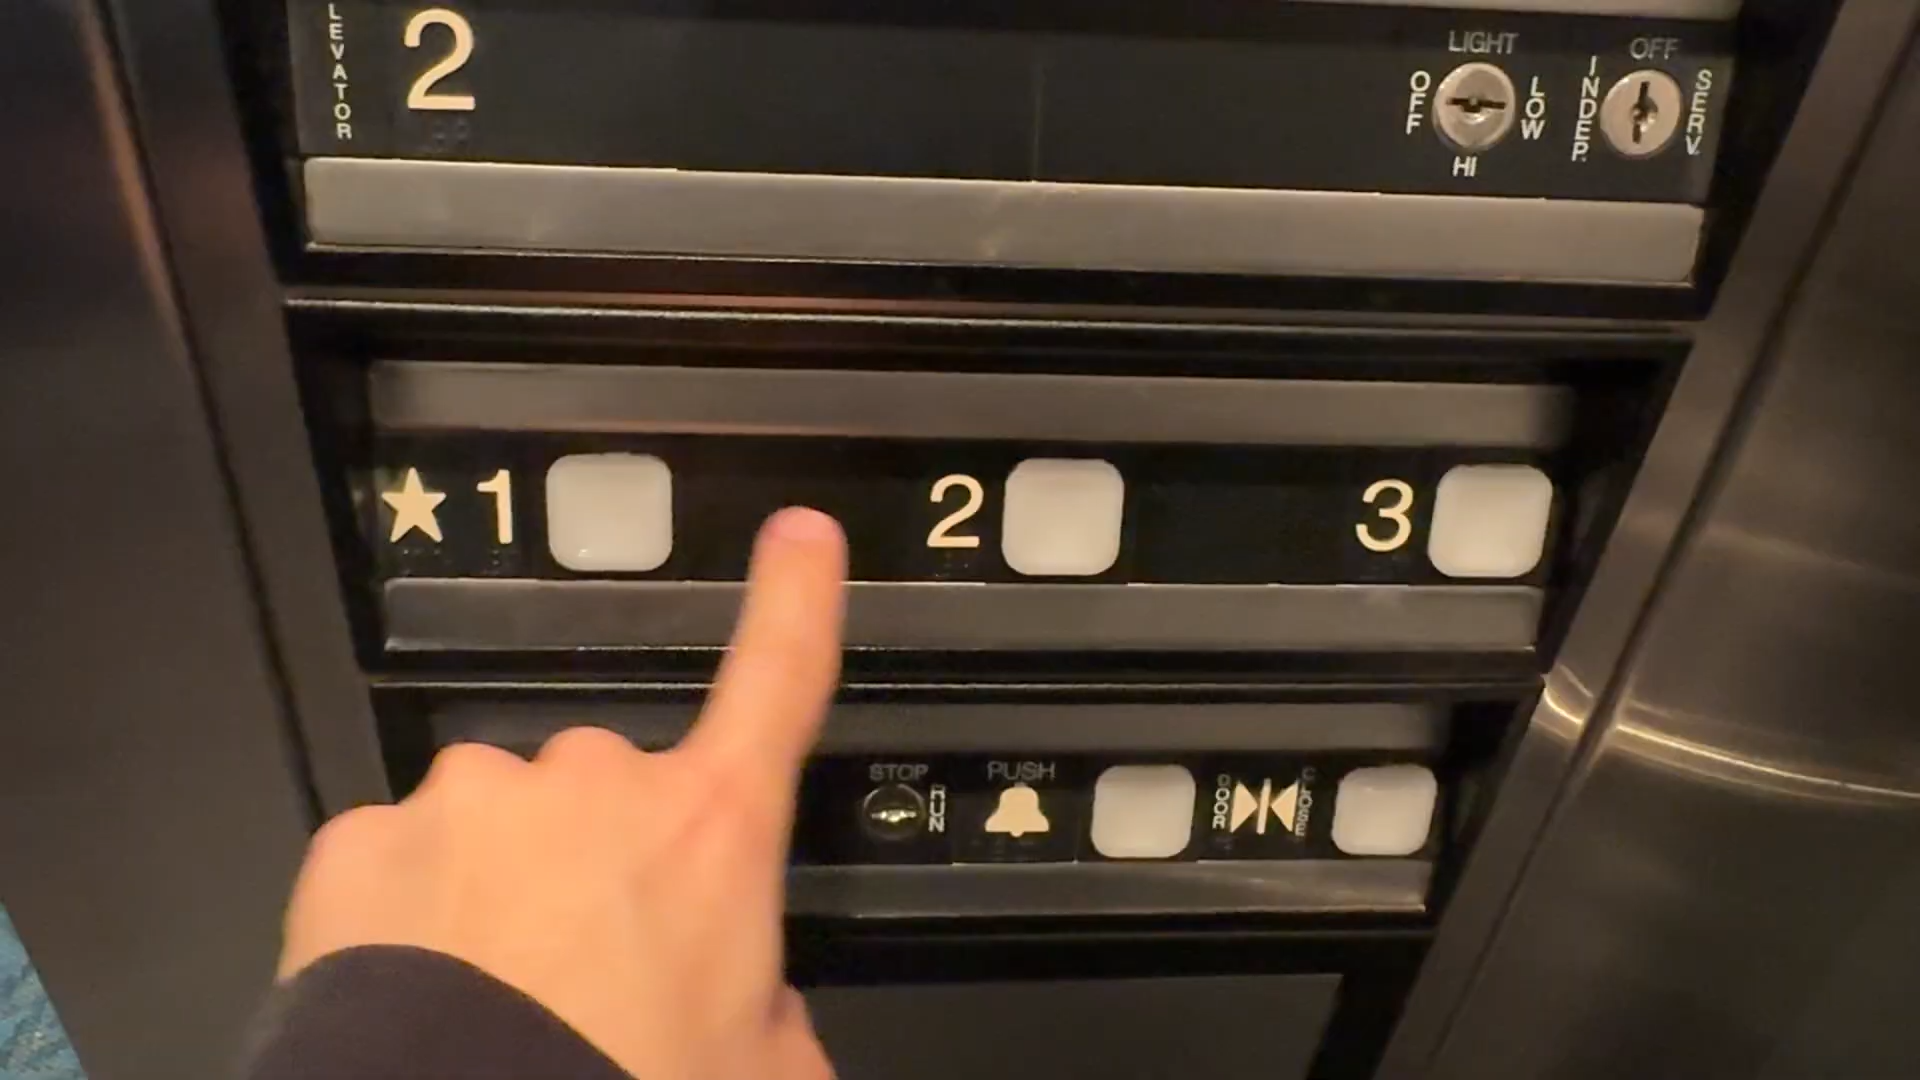 ELEVATOR
2
LIGHT
OFF
LOW
HI
OFF
INDEP.
SERV.
★ 1
2
3
STOP
RUN
PUSH
DOOR
CLOSE